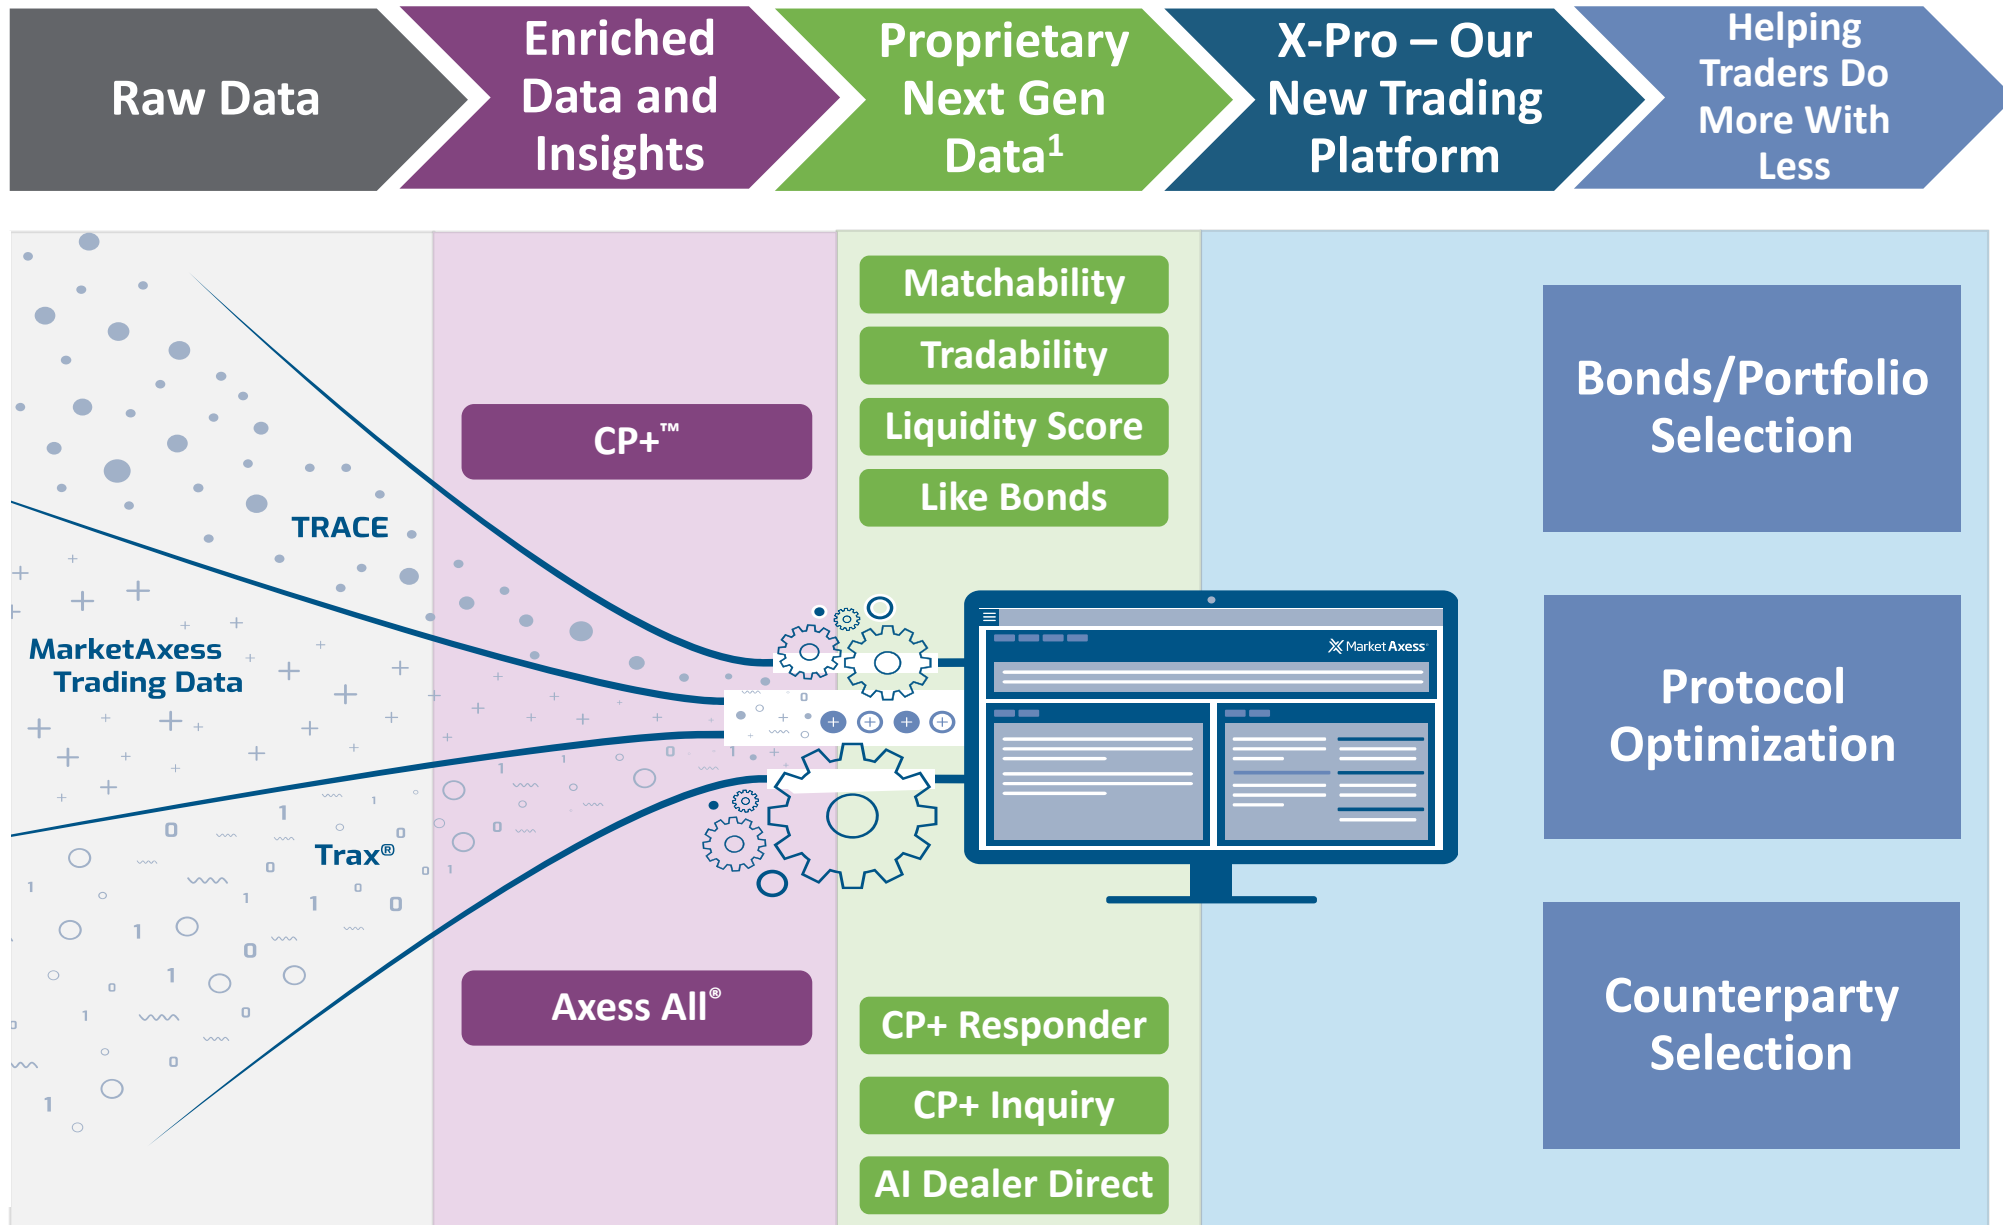 Raw Data
Enriched
Data and
Insights
Proprietary
Next Gen
Data¹
X-Pro – Our
New Trading
Platform
Helping
Traders Do
More With
Less
TRACE
MarketAxess
Trading Data
Trax®
CP+™
Axess All®
Matchability
Tradability
Liquidity Score
Like Bonds
CP+ Responder
CP+ Inquiry
AI Dealer Direct
MarketAxess
Bonds/Portfolio
Selection
Protocol
Optimization
Counterparty
Selection